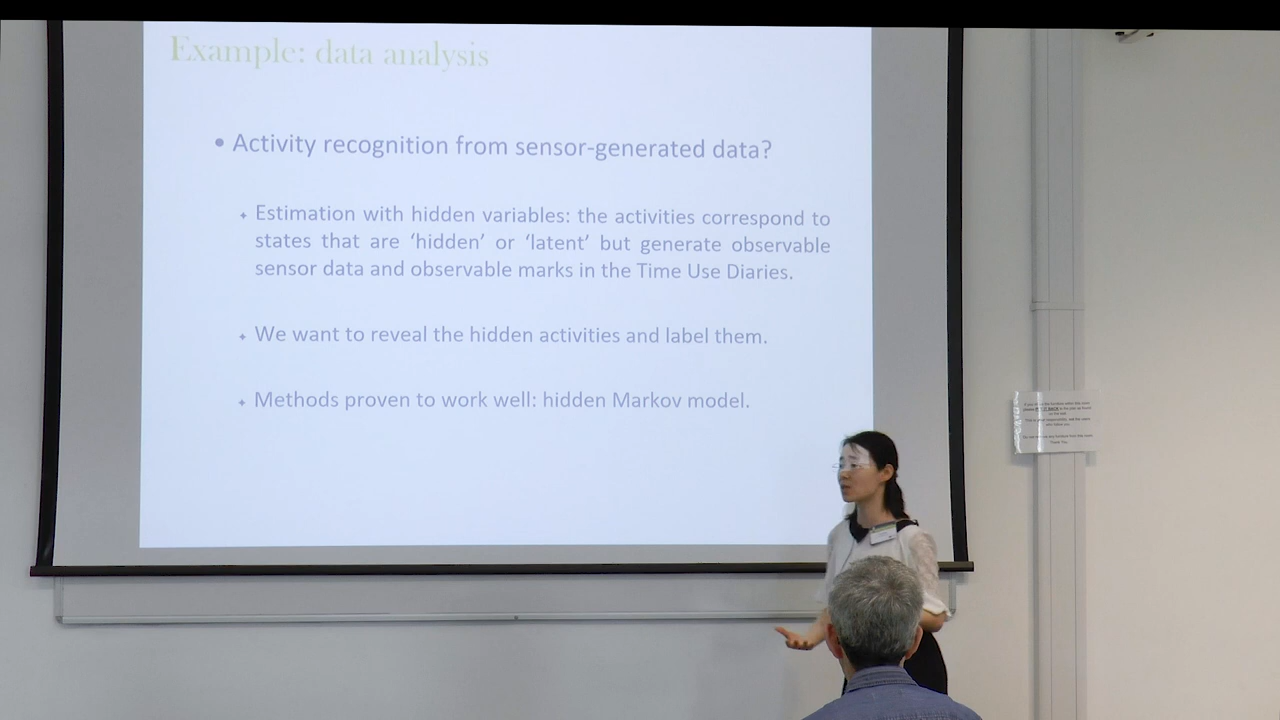 Example: data analysis
• Activity recognition from sensor-generated data?
Estimation with hidden variables: the activities correspond to
states that are ‘hidden’ or ‘latent’ but generate observable
sensor data and observable marks in the Time Use Diaries.
We want to reveal the hidden activities and label them.
Methods proven to work well: hidden Markov model.
Thank You